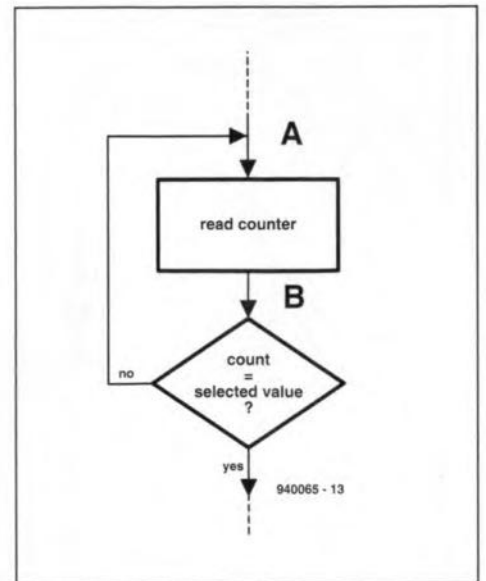 A
read counter
B
count
=
selected value
?
no
yes
940065 - 13